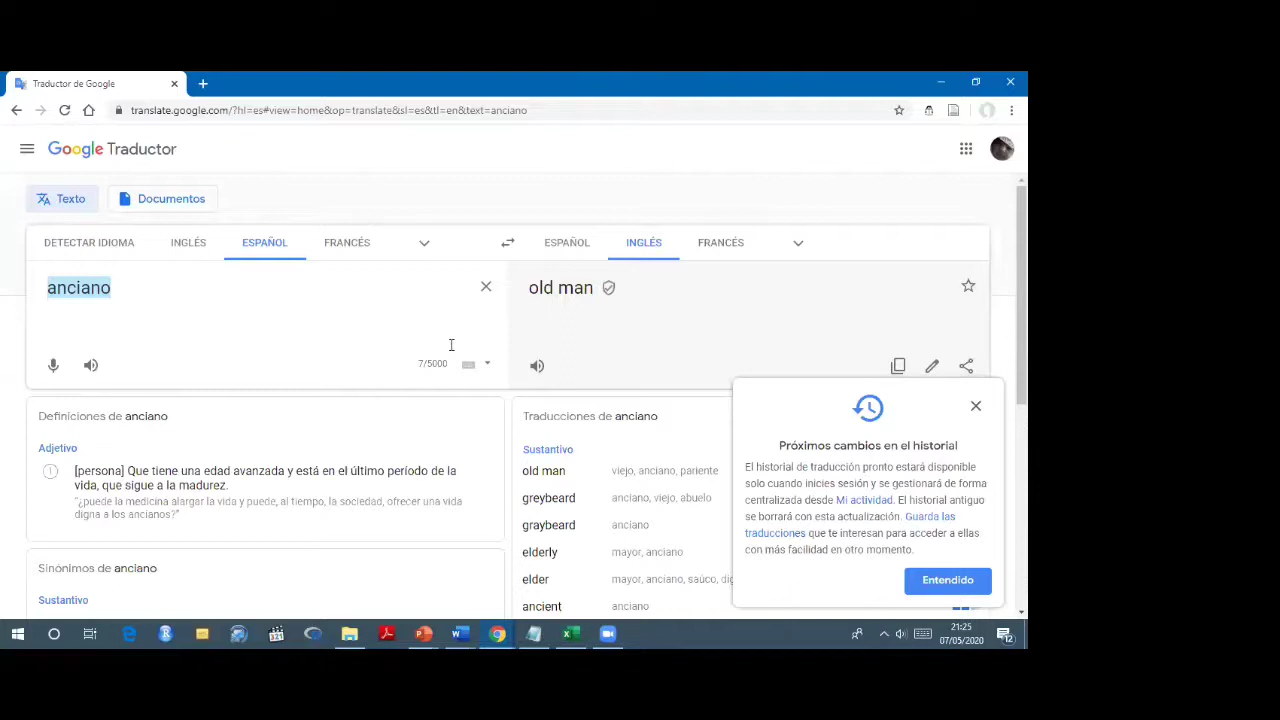 Traductor de Google
translate.google.com/?hl=es#view=home&op=translate&sl=es&tl=en&text=anciano
Google Traductor
Texto
Documentos
DETECTAR IDIOMA INGLÉS ESPAÑOL FRANCÉS
ESPAÑOL INGLÉS FRANCÉS
anciano
7/5000
old man
Definiciones de anciano
Adjetivo
[persona] Que tiene una edad avanzada y está en el último período de la
vida, que sigue a la madurez.
"¿puede la medicina alargar la vida y puede, al tiempo, la sociedad, ofrecer una vida
digna a los ancianos?"
Sinónimos de anciano
Sustantivo
Traducciones de anciano
Sustantivo
old man viejo, anciano, pariente
greybeard anciano, viejo, abuelo
graybeard anciano
elderly mayor, anciano
elder mayor, anciano, saúco,
ancient anciano
Próximos cambios en el historial
El historial de traducción pronto estará disponible
solo cuando inicies sesión y se gestionará de forma
centralizada desde Mi actividad. El historial antiguo
se borrará con esta actualización. Guarda las
traducciones que te interesan para acceder a ellas
con más facilidad en otro momento.
Entendido
21:25
07/05/2020
12